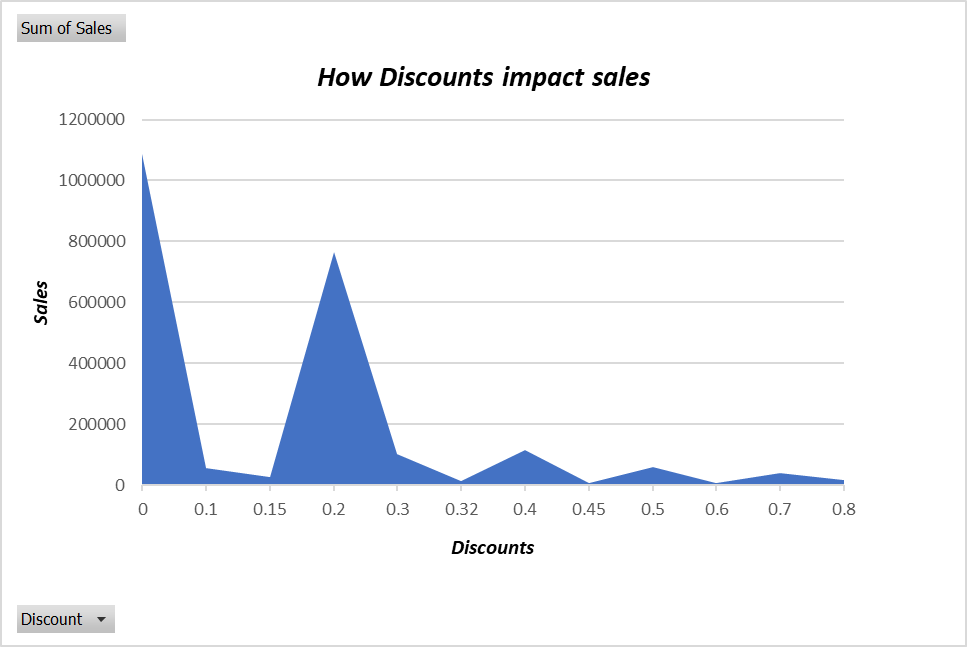 Sum of Sales
How Discounts impact sales
1200000
1000000
800000
600000
400000
200000
0
Sales
0 0.1 0.15 0.2 0.3 0.32 0.4 0.45 0.5 0.6 0.7 0.8
Discounts
Discount